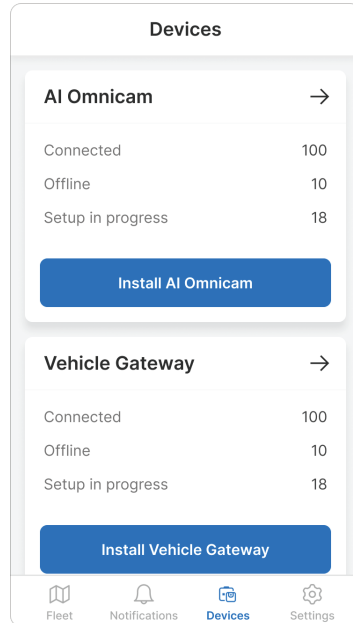 Devices
AI Omnicam
Connected 100
Offline 10
Setup in progress 18
Install AI Omnicam
Vehicle Gateway
Connected 100
Offline 10
Setup in progress 18
Install Vehicle Gateway
Fleet Notifications Devices Settings